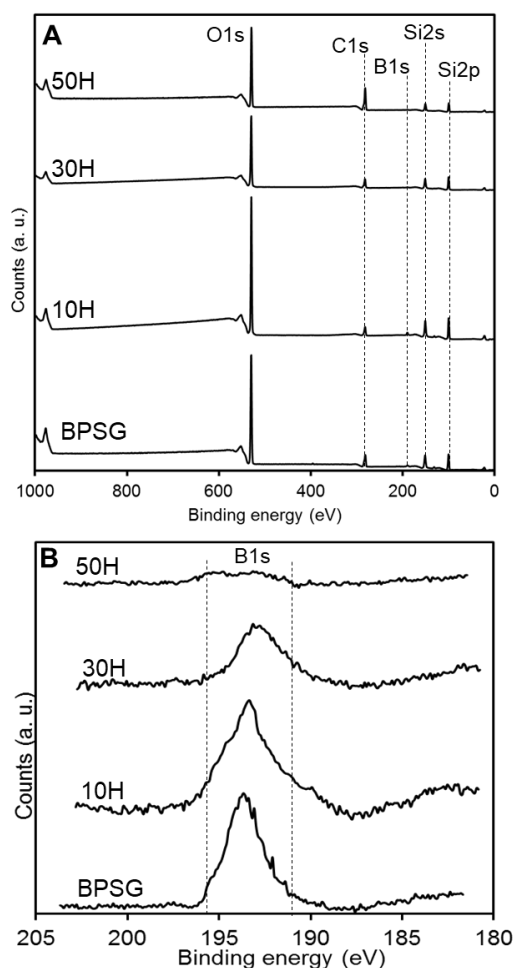 A
O1s
C1s
B1s
Si2s
Si2p
50H
30H
10H
BPSG
Counts (a. u.)
1000 800 600 400 200 0
Binding energy (eV)
B
B1s
50H
30H
10H
BPSG
Counts (a. u.)
205 200 195 190 185 180
Binding energy (eV)